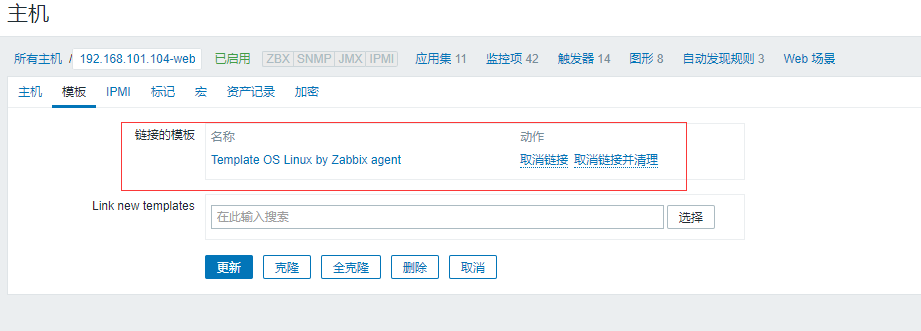 主机
所有主机 / 192.168.101.104-web 已启用 ZBX SNMP JMX IPMI 应用集 11 监控项 42 触发器 14 图形 8 自动发现规则 3 Web 场景
主机 模板 IPMI 标记 宏 资产记录 加密
链接的模板 名称 动作
Template OS Linux by Zabbix agent 取消链接 取消链接并清理
Link new templates
在此输入搜索 选择
更新 克隆 全克隆 删除 取消